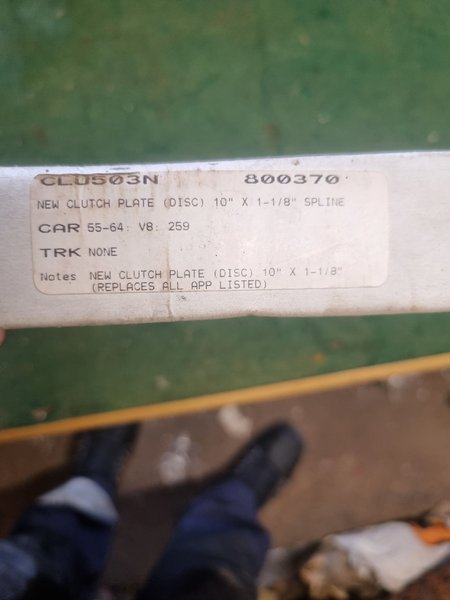 CLU503N 800370
NEW CLUTCH PLATE (DISC) 10" X 1-1/8" SPLINE
CAR 55-64: V8: 259
TRK NONE
Notes NEW CLUTCH PLATE (DISC) 10" X 1-1/8"
(REPLACES ALL APP LISTED)